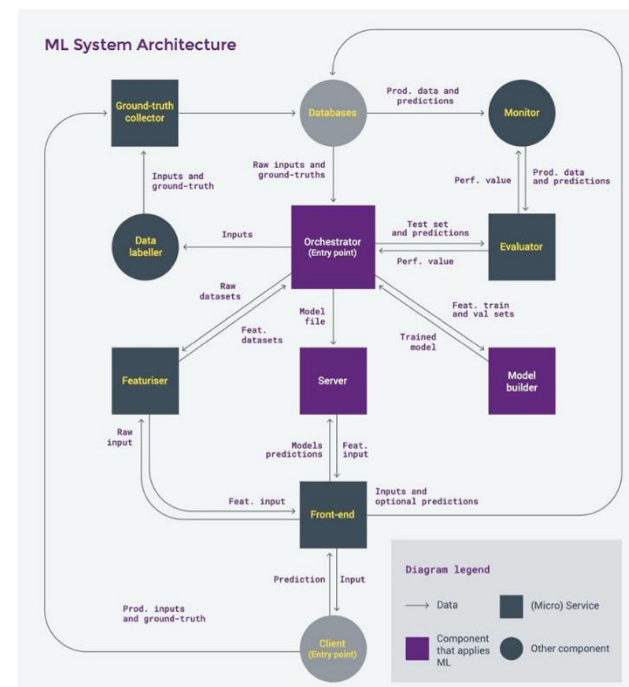 ML System Architecture
Ground-truth
collector
Databases
Prod. data and
predictions
Monitor
Raw inputs and
ground-truths
Inputs and
ground-truth
Perf. value
Prod. data
and predictions
Data
labeller
Inputs
Orchestrator
(Entry point)
Test set
and predictions
Perf. value
Evaluator
Raw
datasets
Feat.
datasets
Model
file
Feat. train
and val sets
Trained
model
Featuriser
Server
Model
builder
Raw
input
Models
predictions
Feat.
input
Feat. input
Front-end
Inputs and
optional predictions
Prediction
Input
Prod. inputs
and ground-truth
Client
(Entry point)
Diagram legend
Data
(Micro) Service
Component
that applies
ML
Other component